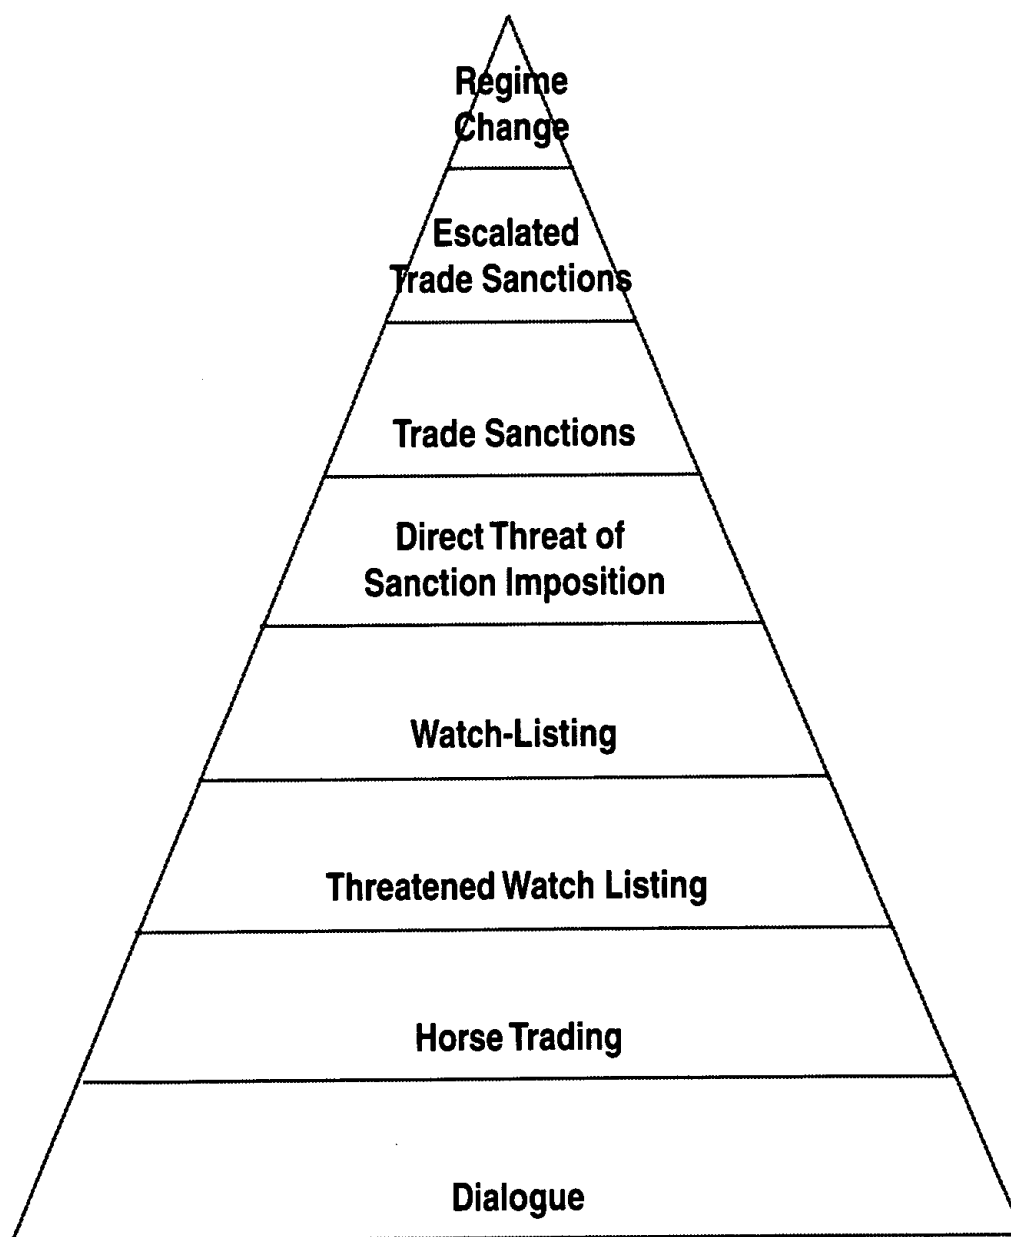 Regime
Change
Escalated
Trade Sanctions
Trade Sanctions
Direct Threat of
Sanction Imposition
Watch-Listing
Threatened Watch Listing
Horse Trading
Dialogue